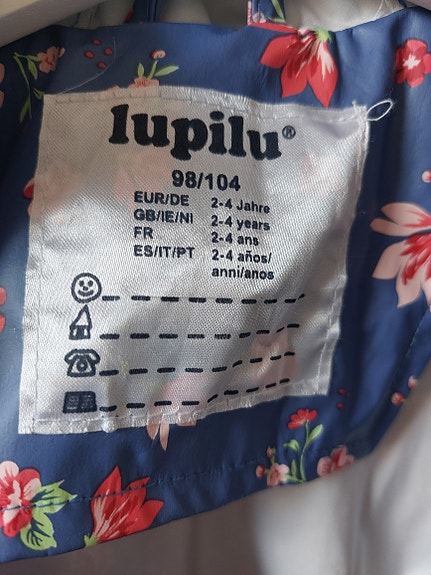 lupilu®
98/104
EUR/DE 2-4 Jahre
GB/IE/NI 2-4 years
FR 2-4 ans
ES/IT/PT 2-4 años/
anni/anos